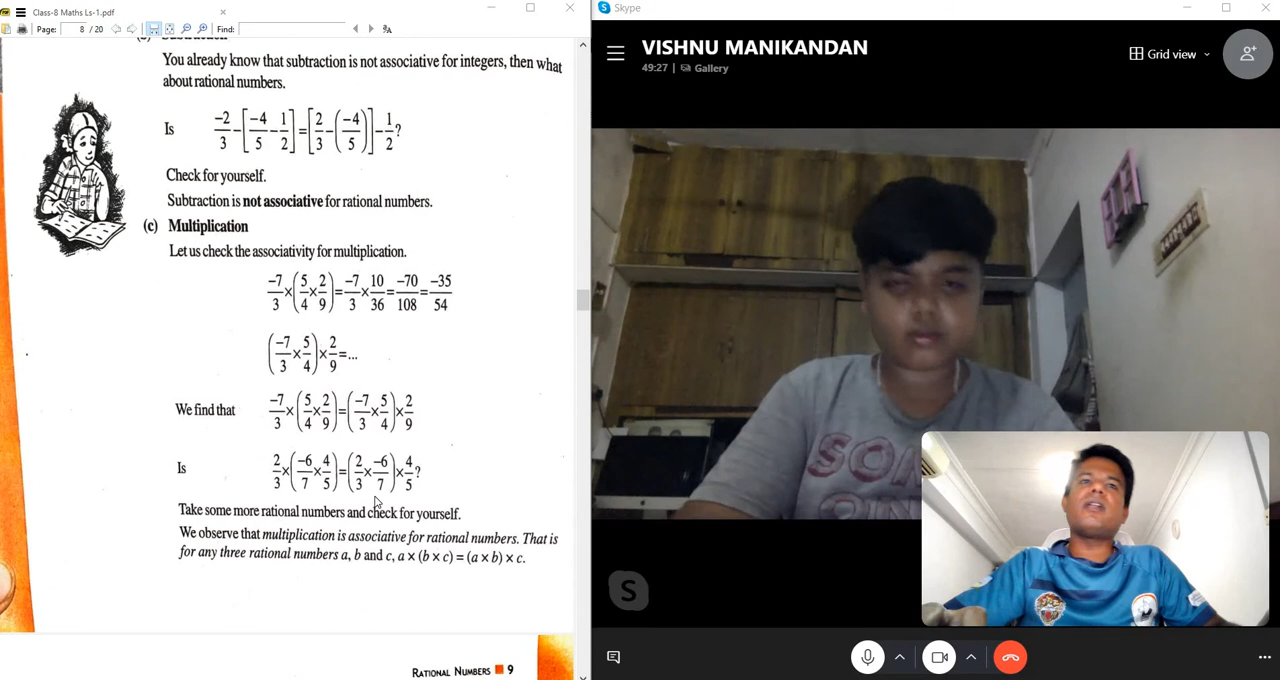 Class-8 Maths Ls-1.pdf
Page: 8 / 20 Find:
You already know that subtraction is not associative for integers, then what
about rational numbers.
Is -2/3 - [-4/5 - 1/2] = [2/3 - (-4/5)] - 1/2?
Check for yourself.
Subtraction is not associative for rational numbers.
(c) Multiplication
Let us check the associativity for multiplication.
-7/3 × (5/4 × 2/9) = -7/3 × 10/36 = -70/108 = -35/54
(-7/3 × 5/4) × 2/9 = ...
We find that -7/3 × (5/4 × 2/9) = (-7/3 × 5/4) × 2/9
Is 2/3 × (-6/7 × 4/5) = (2/3 × -6/7) × 4/5?
Take some more rational numbers and check for yourself.
We observe that multiplication is associative for rational numbers. That is
for any three rational numbers a, b and c, a × (b × c) = (a × b) × c.
RATIONAL NUMBERS 9
Skype
VISHNU MANIKANDAN
49:27 | Gallery
Grid view